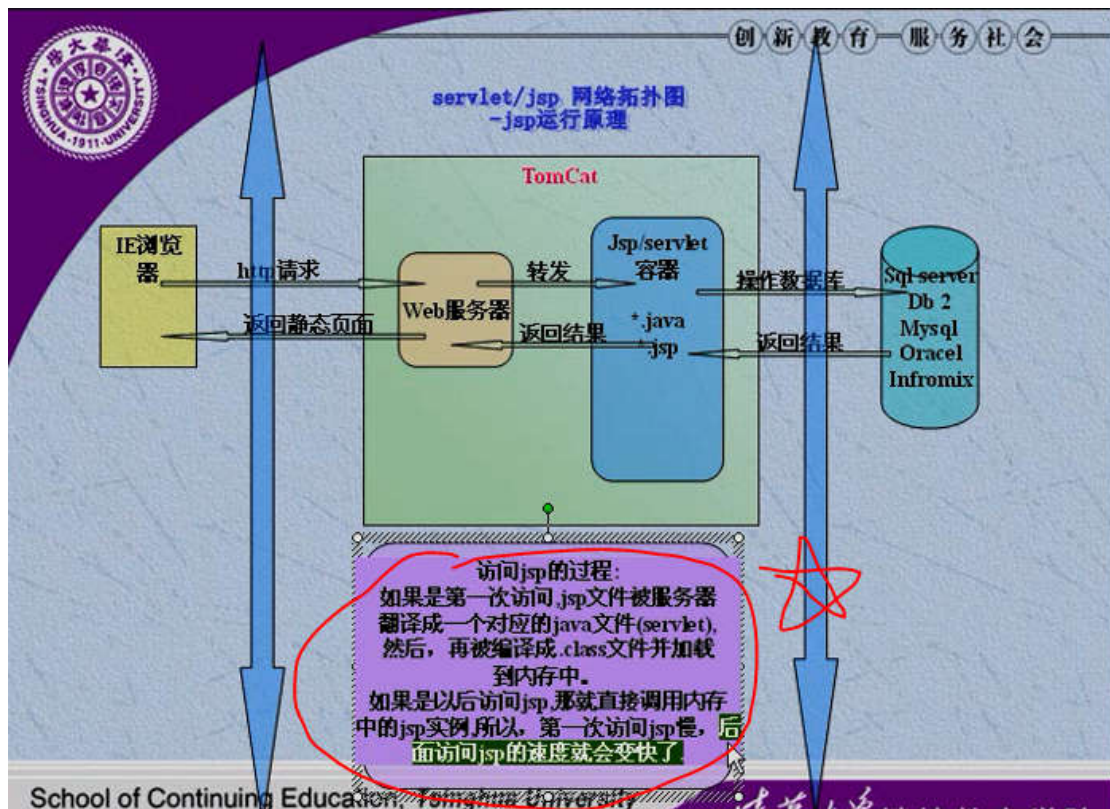 创新教育 服务社会
清华大学
·TSINGHUA-1911-UNIVERSITY·
servlet/jsp 网络拓扑图
-jsp运行原理
TomCat
IE浏览
器
http请求
返回静态页面
Web服务器
转发
返回结果
Jsp/servlet
容器
*.java
*.jsp
操作数据库
返回结果
Sql server
Db 2
Mysql
Oracel
Infromix
访问jsp的过程:
如果是第一次访问,jsp文件被服务器
翻译成一个对应的java文件(servlet),
然后，再被编译成.class文件并加载
到内存中。
如果是以后访问jsp,那就直接调用内存
中的jsp实例,所以，第一次访问jsp慢，后
面访问jsp的速度就会变快了
School of Continuing Education, Tsinghua University